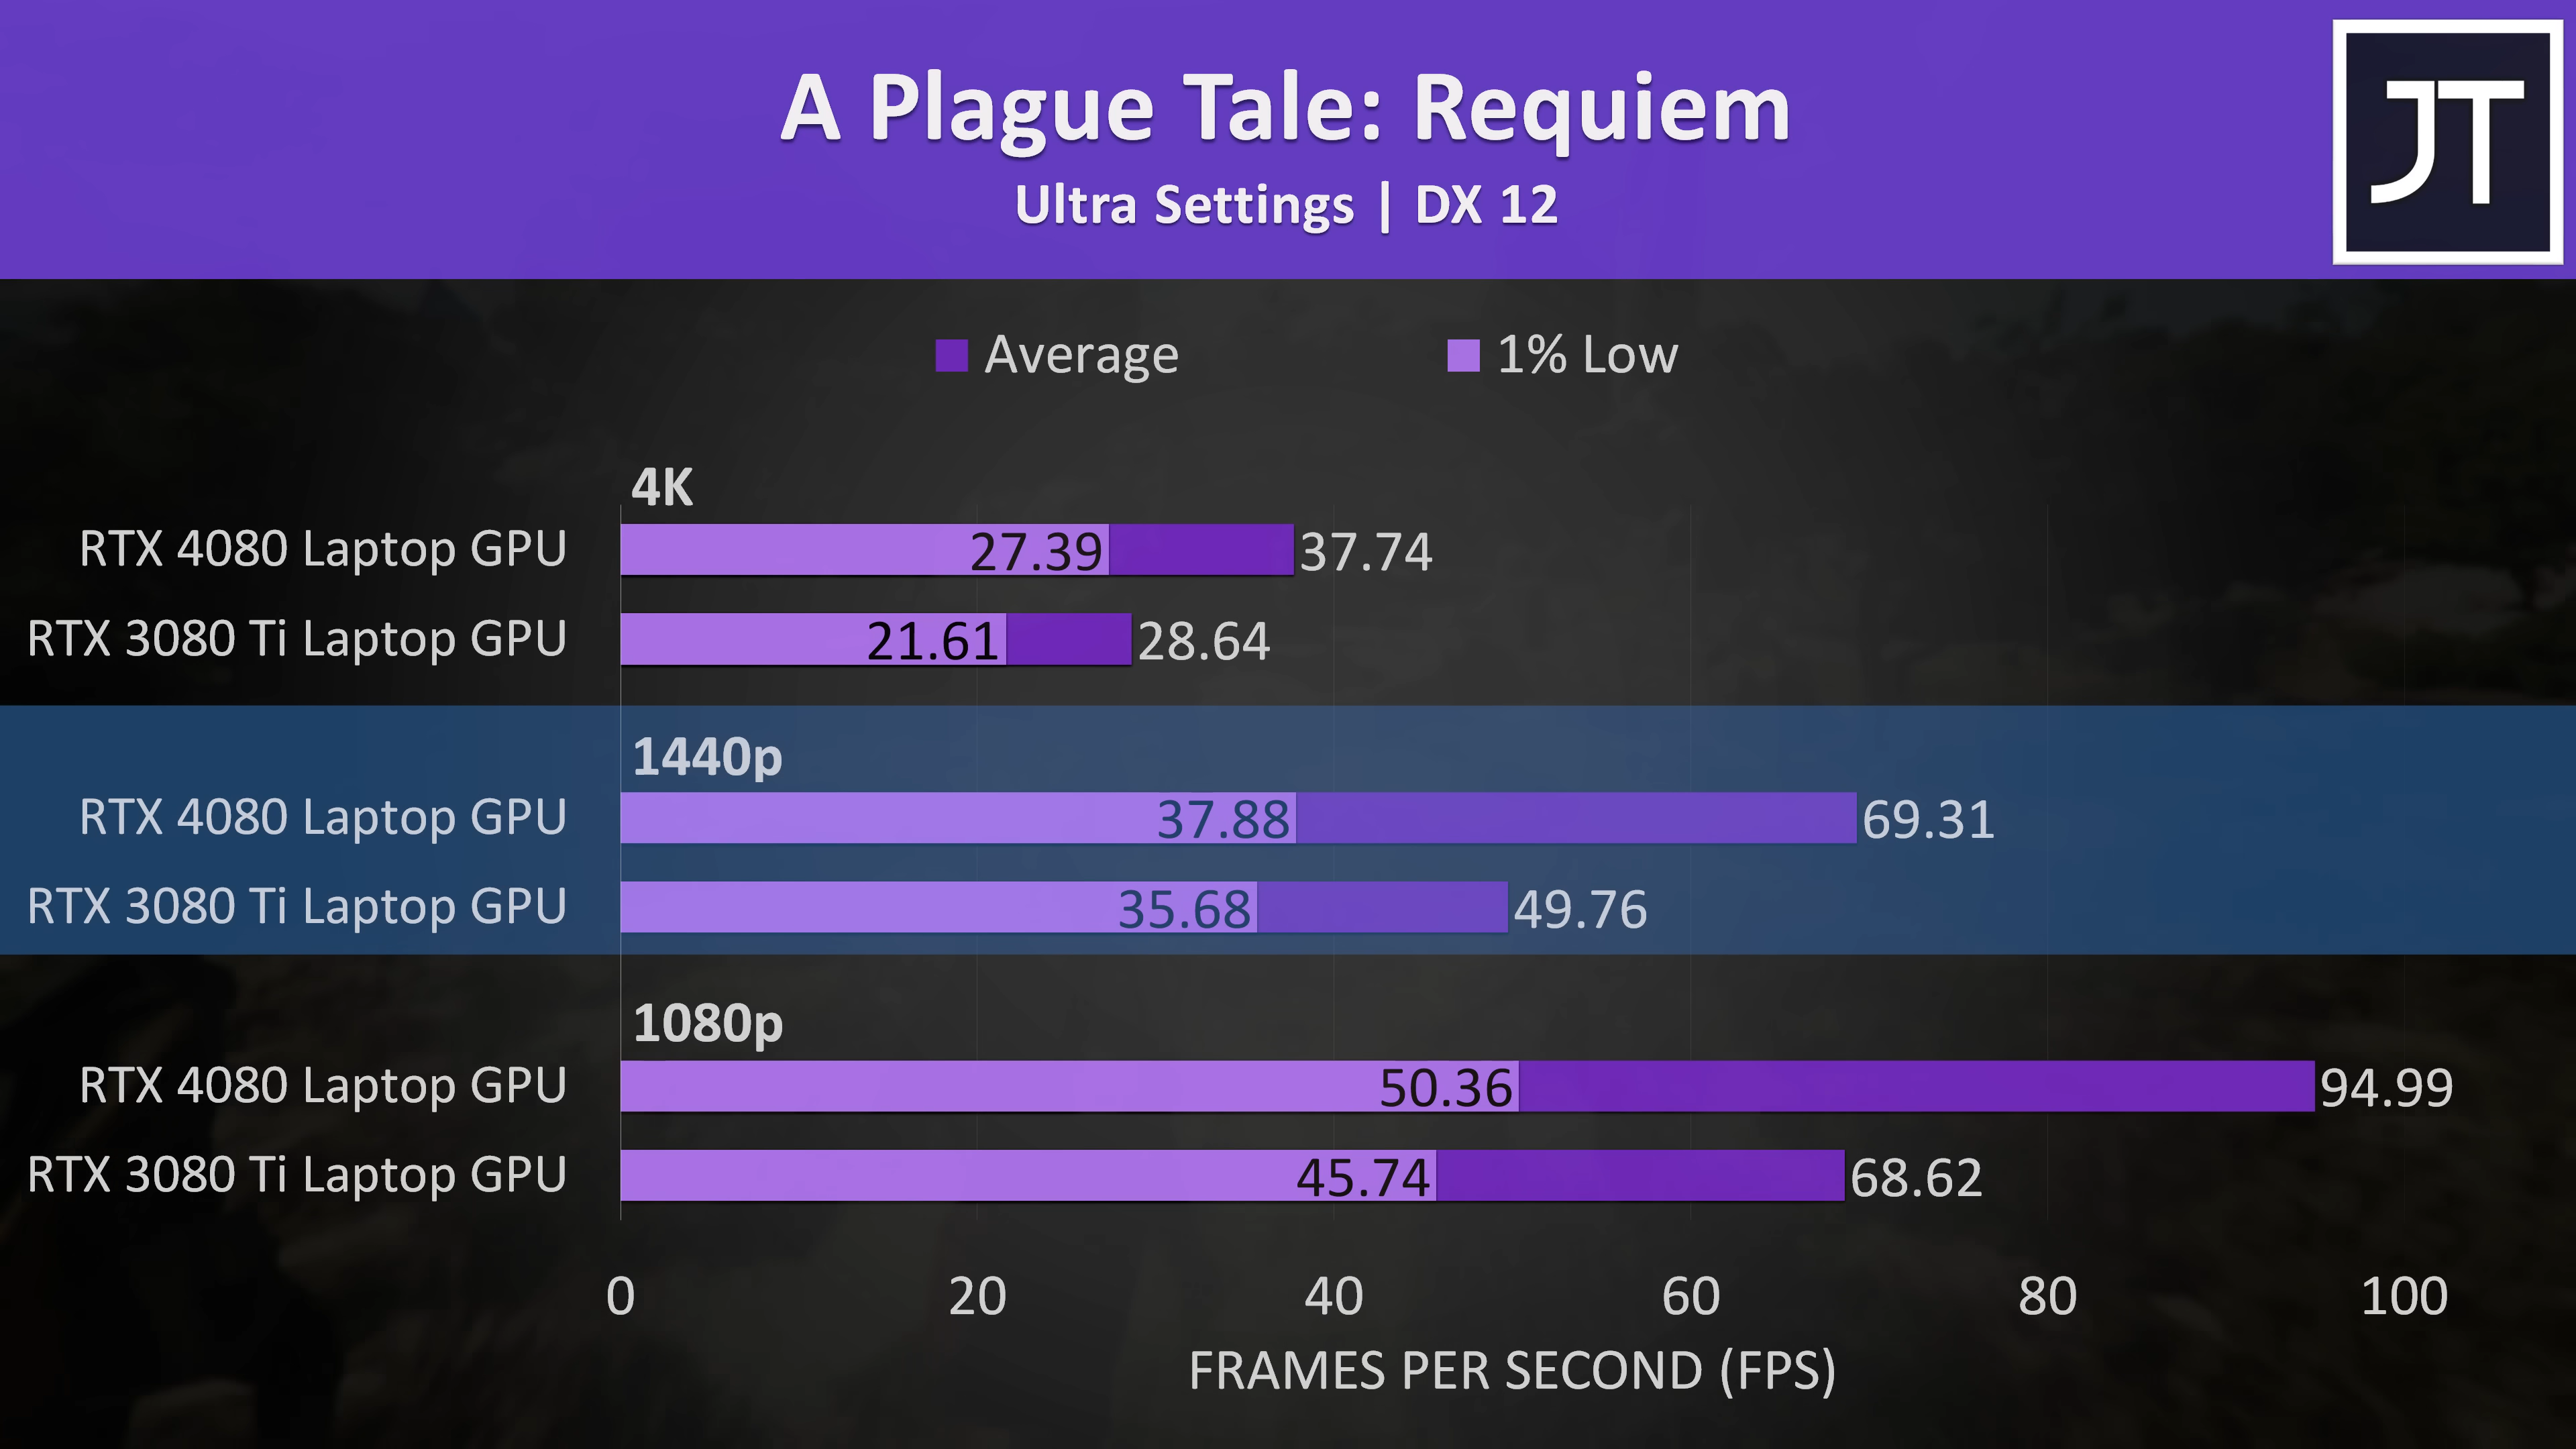 A Plague Tale: Requiem
JT
Ultra Settings | DX 12
Average
1% Low
4K
RTX 4080 Laptop GPU 27.39 37.74
RTX 3080 Ti Laptop GPU 21.61 28.64
1440p
RTX 4080 Laptop GPU 37.88 69.31
RTX 3080 Ti Laptop GPU 35.68 49.76
1080p
RTX 4080 Laptop GPU 50.36 94.99
RTX 3080 Ti Laptop GPU 45.74 68.62
0 20 40 60 80 100
FRAMES PER SECOND (FPS)